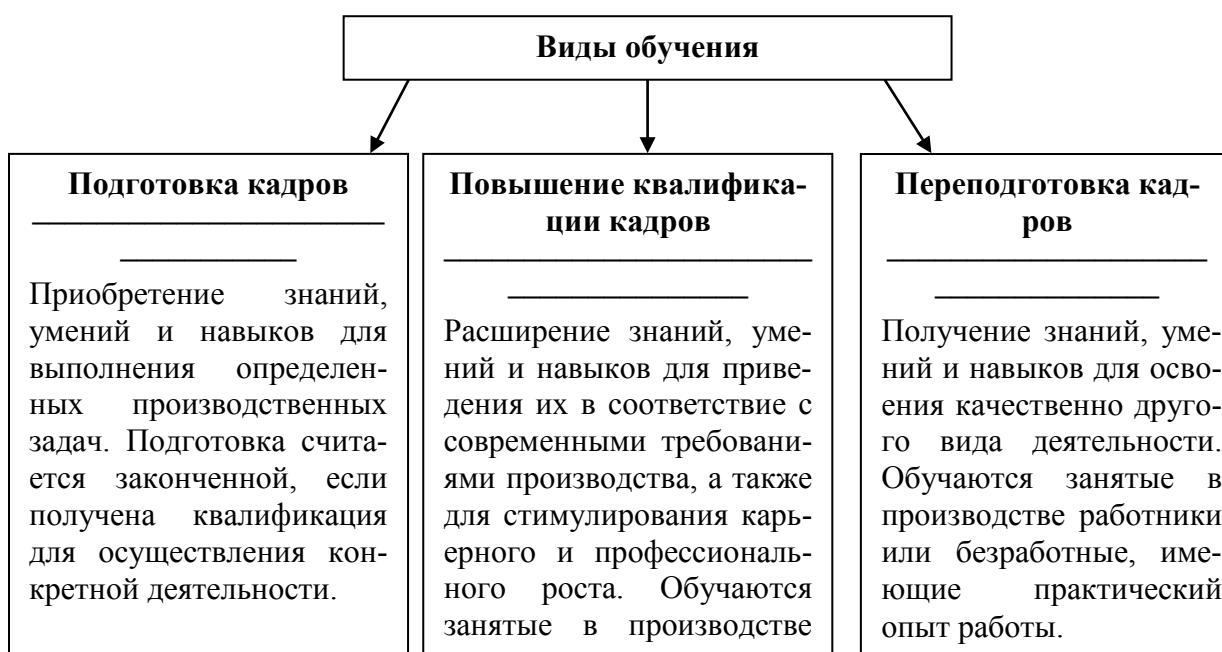 Виды обучения
Подготовка кадров
Приобретение знаний,
умений и навыков для
выполнения определен-
ных производственных
задач. Подготовка счита-
ется законченной, если
получена квалификация
для осуществления кон-
кретной деятельности.
Повышение квалифика-
ции кадров
Расширение знаний, уме-
ний и навыков для приве-
дения их в соответствие с
современными требовани-
ями производства, а также
для стимулирования карь-
ерного и профессиональ-
ного роста. Обучаются
занятые в производстве
Переподготовка кад-
ров
Получение знаний, уме-
ний и навыков для осво-
ения качественно друго-
го вида деятельности.
Обучаются занятые в
производстве работники
или безработные, име-
ющие практический
опыт работы.